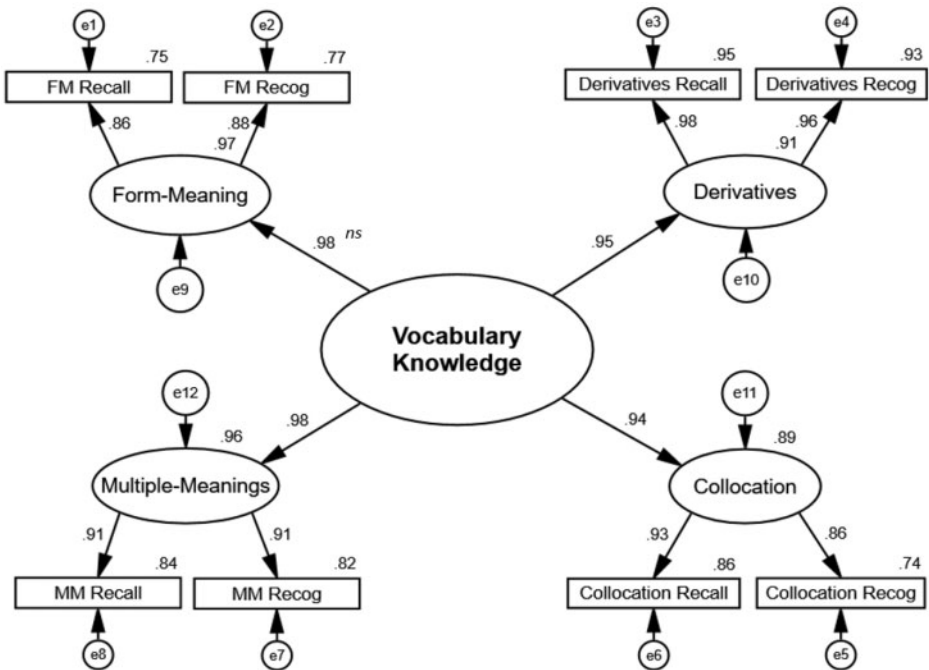 e1
e2
e3
e4
.75
.77
.95
.93
FM Recall
FM Recog
Derivatives Recall
Derivatives Recog
.86
.88
.97
.98
.96
.91
Form-Meaning
Derivatives
.98 ns
.95
e9
e10
Vocabulary
Knowledge
e12
e11
.98
.94
.96
.89
Multiple-Meanings
Collocation
.91
.91
.93
.86
.84
.82
.86
.74
MM Recall
MM Recog
Collocation Recall
Collocation Recog
e8
e7
e6
e5